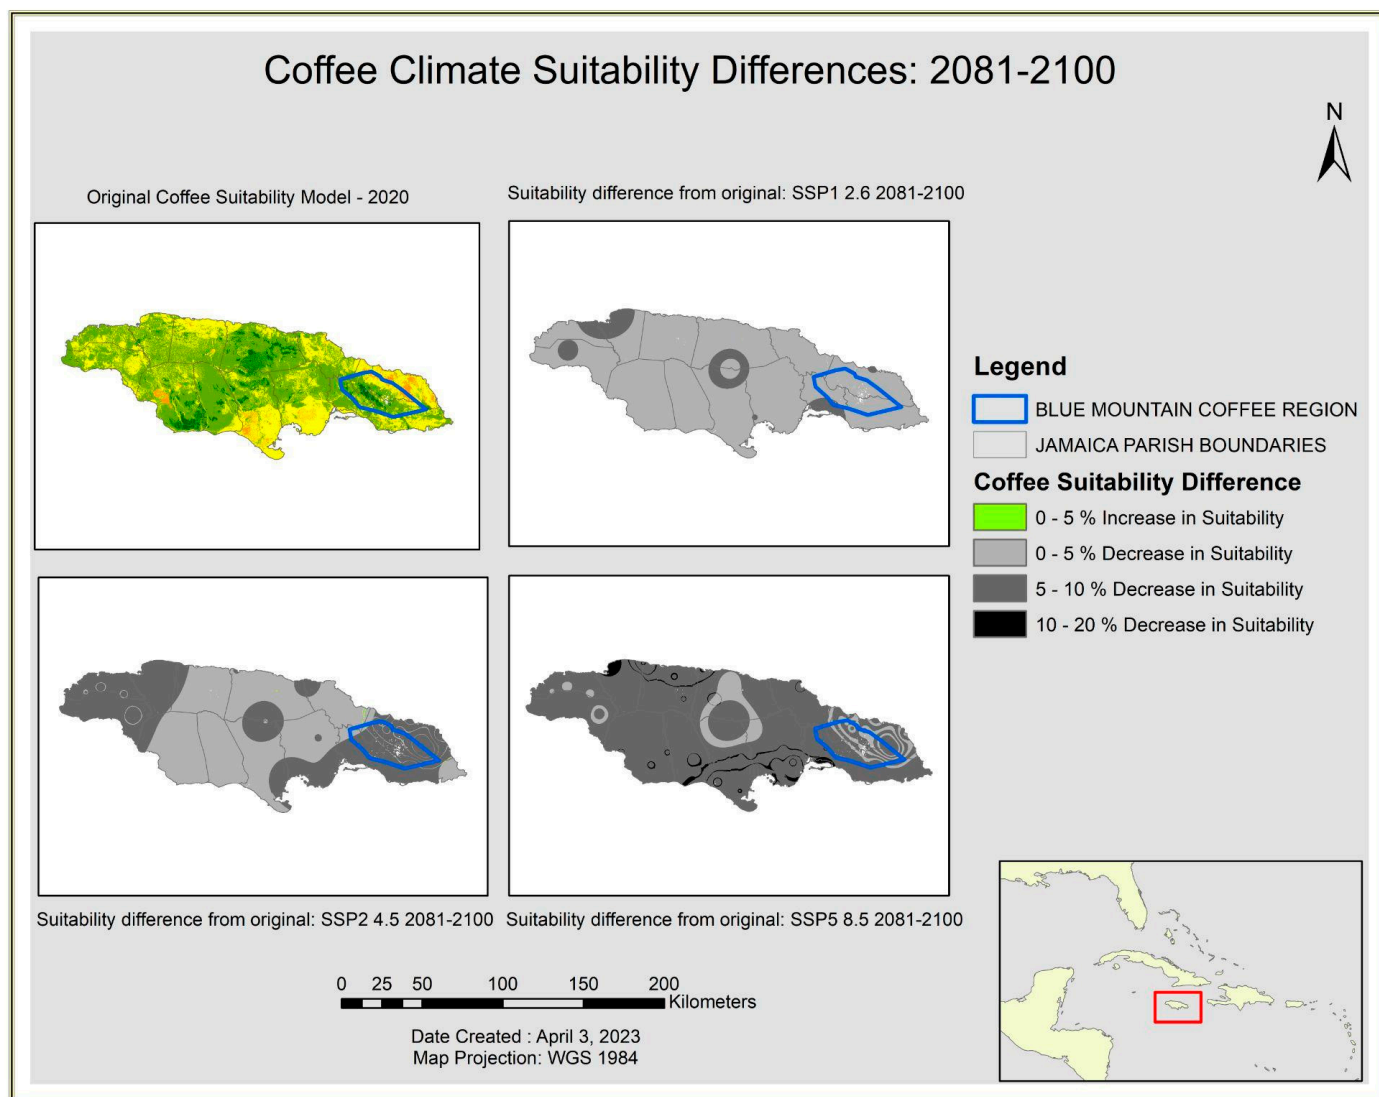 Coffee Climate Suitability Differences: 2081-2100
N
Original Coffee Suitability Model - 2020
Suitability difference from original: SSP1 2.6 2081-2100
Legend
BLUE MOUNTAIN COFFEE REGION
JAMAICA PARISH BOUNDARIES
Coffee Suitability Difference
0 - 5 % Increase in Suitability
0 - 5 % Decrease in Suitability
5 - 10 % Decrease in Suitability
10 - 20 % Decrease in Suitability
Suitability difference from original: SSP2 4.5 2081-2100
Suitability difference from original: SSP5 8.5 2081-2100
0 25 50 100 150 200
Kilometers
Date Created : April 3, 2023
Map Projection: WGS 1984